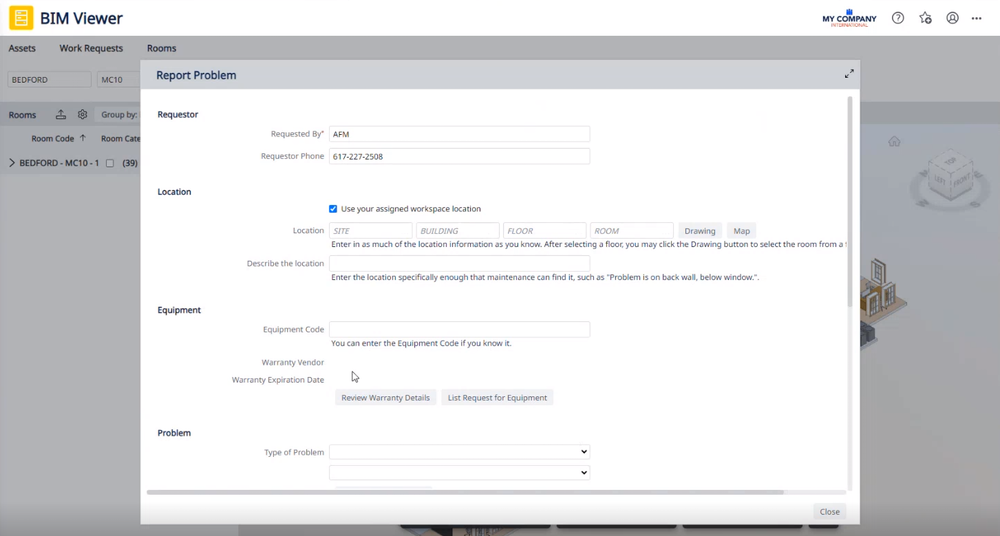 BIM Viewer
MY COMPANY
INTERNATIONAL
Assets Work Requests Rooms
BEDFORD MC10
Report Problem
Rooms Group by:
Room Code ↑ Room Cate
BEDFORD - MC10 - 1 (39)
Requestor
Requested By* AFM
Requestor Phone 617-227-2508
Location
Use your assigned workspace location
Location SITE BUILDING FLOOR ROOM Drawing Map
Enter in as much of the location information as you know. After selecting a floor, you may click the Drawing button to select the room from a
Describe the location
Enter the location specifically enough that maintenance can find it, such as "Problem is on back wall, below window.".
Equipment
Equipment Code
You can enter the Equipment Code if you know it.
Warranty Vendor
Warranty Expiration Date
Review Warranty Details List Request for Equipment
Problem
Type of Problem
Close
LEFT FRONT